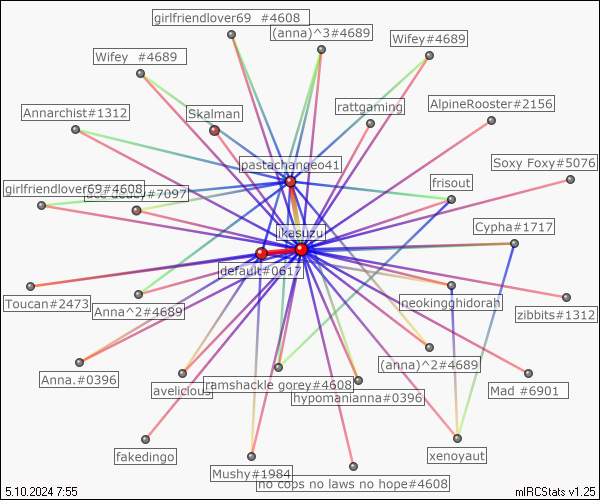 girlfriendlover69 #4608
(anna)^3#4689
Wifey#4689
Wifey #4689
Annarchist#1312
Skalman
rattgaming
AlpineRooster#2156
pastachangeo41
Soxy Foxy#5076
girlfriendlover69#4608
#7097
frisout
ikasuzu
Cypha#1717
default#0617
Toucan#2473
Anna^2#4689
neokingghidorah
zibbits#1312
(anna)^2#4689
Anna.#0396
avelicious
ramshackle gorey#4608
hypomanianna#0396
Mad #6901
fakedingo
Mushy#1984
no cops no laws no hope#4608
xenoyaut
5.10.2024 7:55
mIRCStats v1.25